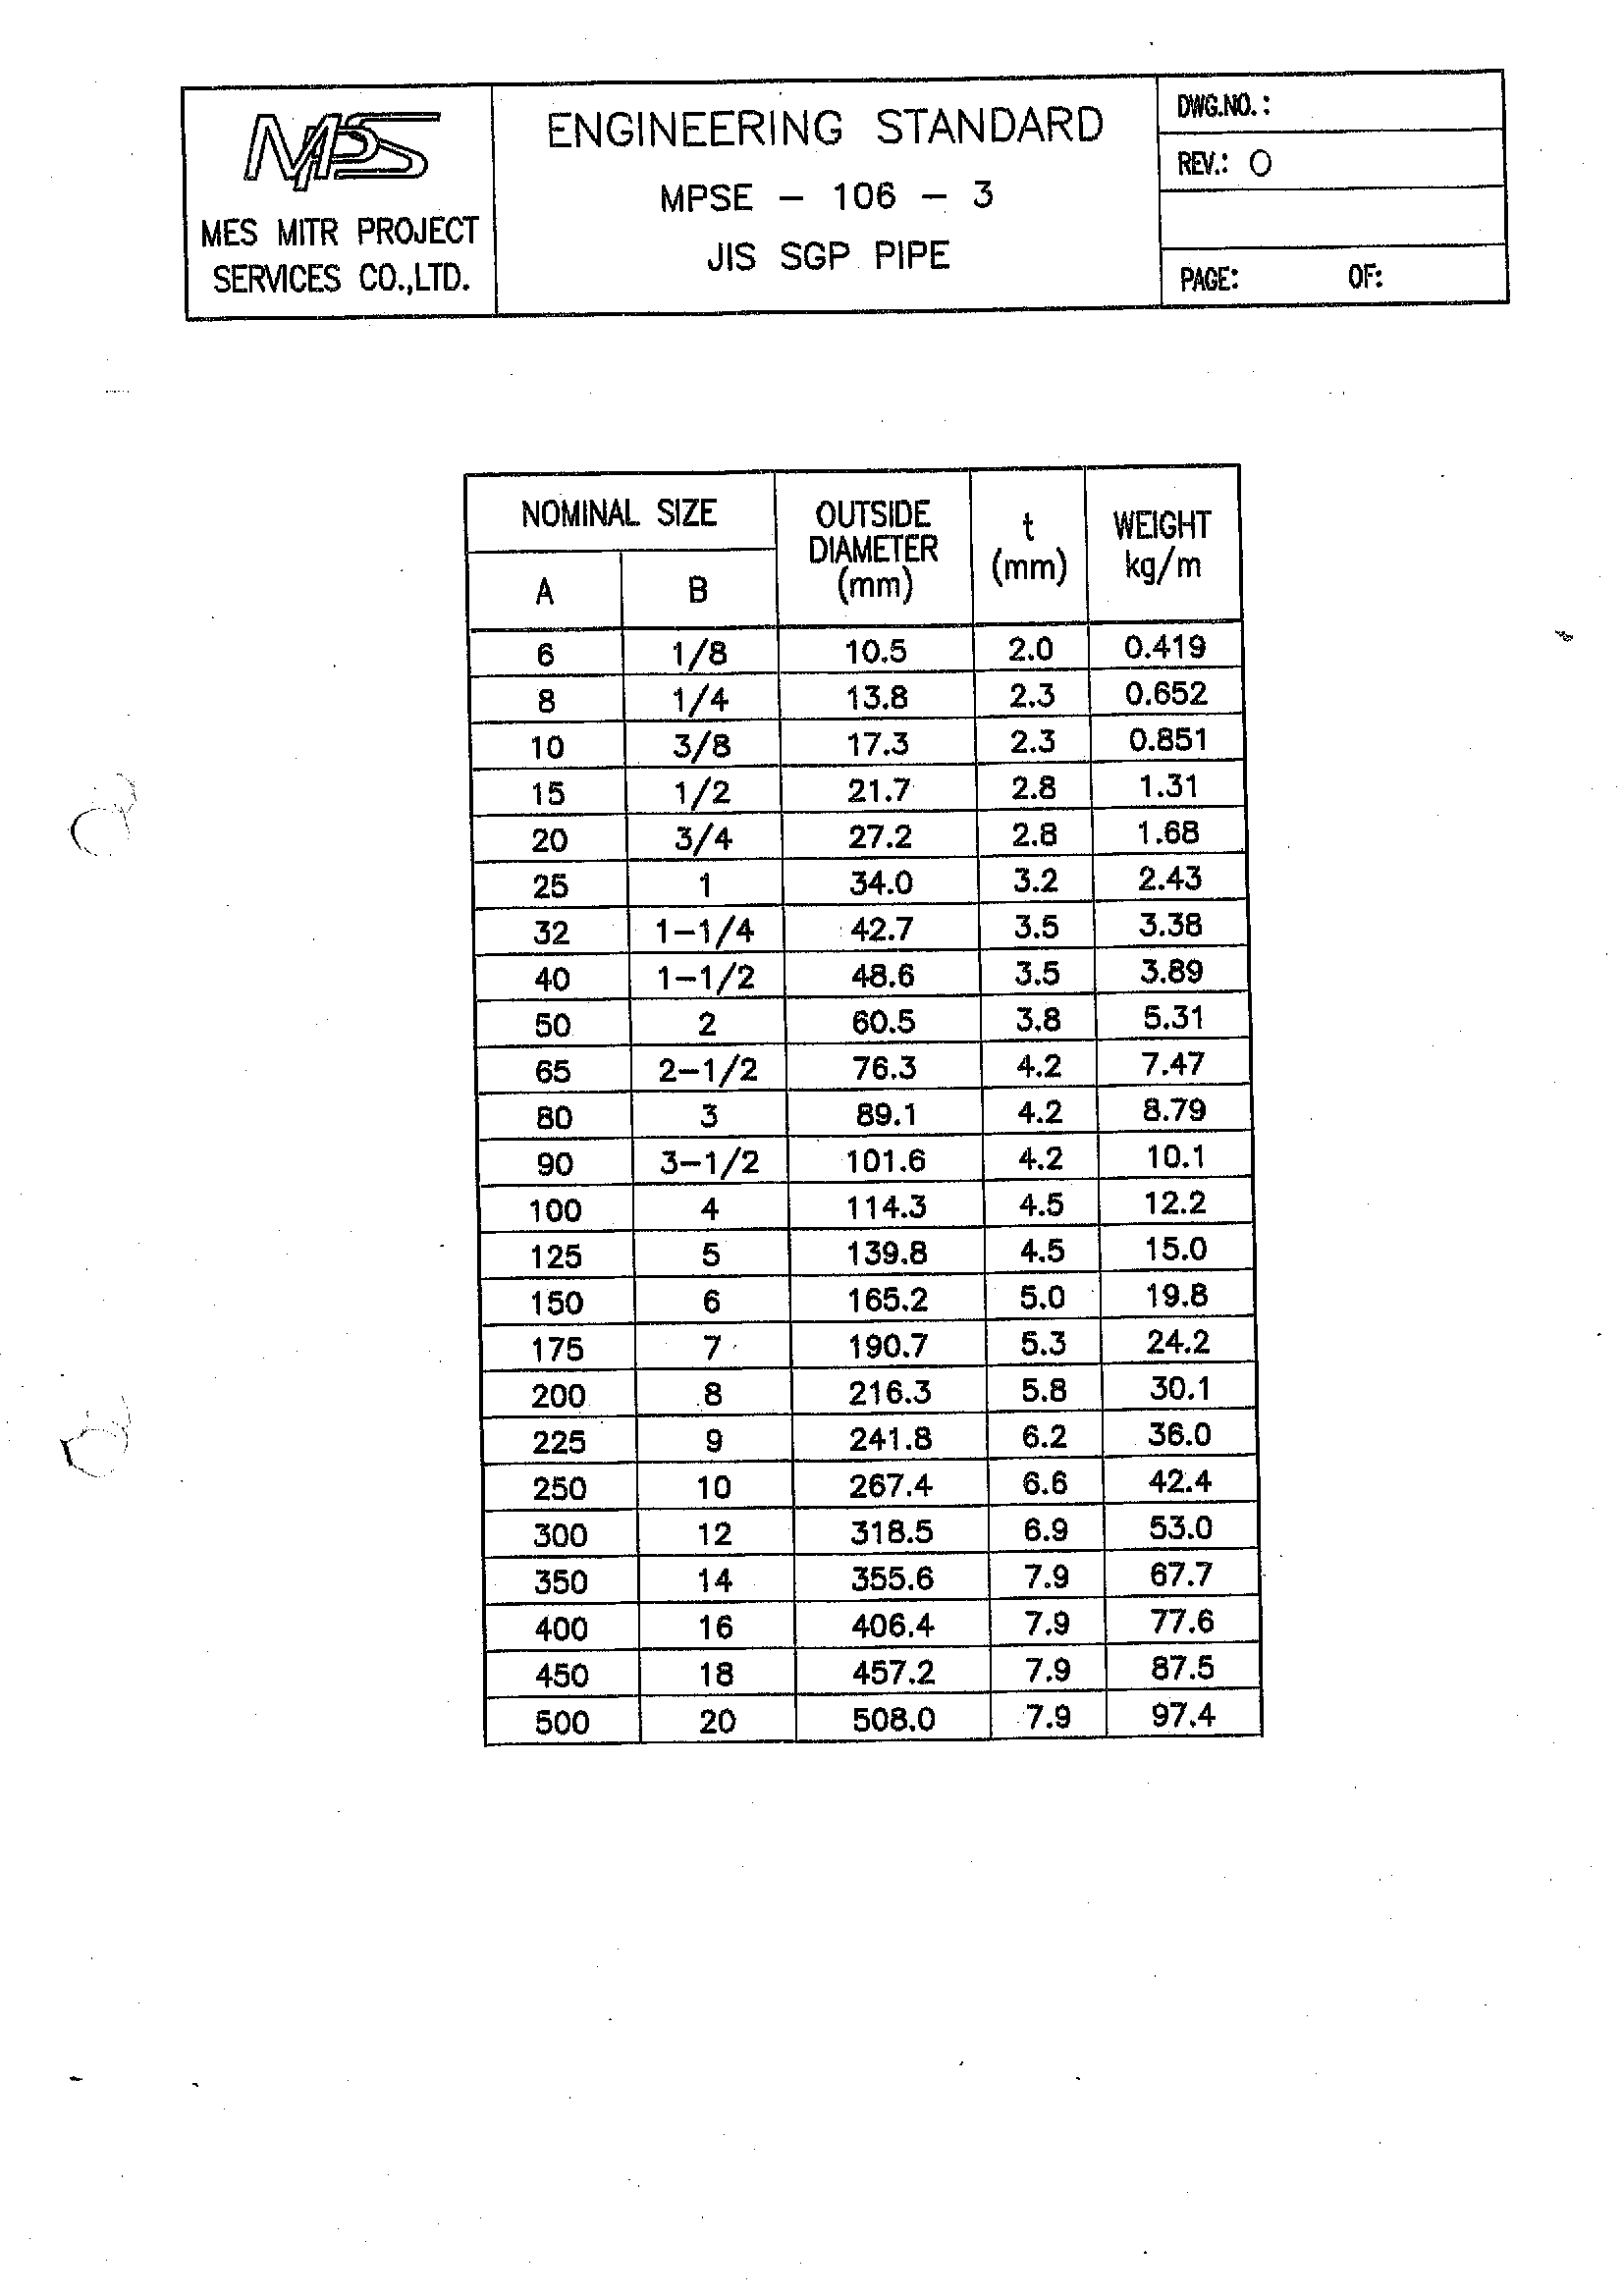 MPS
MES MITR PROJECT
SERVICES CO.,LTD.
ENGINEERING STANDARD
MPSE - 106 - 3
JIS SGP PIPE
DWG.NO. :
REV.: O
PAGE: OF:
NOMINAL SIZE
A B
OUTSIDE
DIAMETER
(mm)
t
(mm)
WEIGHT
kg/m
6 1/8 10.5 2.0 0.419
8 1/4 13.8 2.3 0.652
10 3/8 17.3 2.3 0.851
15 1/2 21.7 2.8 1.31
20 3/4 27.2 2.8 1.68
25 1 34.0 3.2 2.43
32 1-1/4 42.7 3.5 3.38
40 1-1/2 48.6 3.5 3.89
50 2 60.5 3.8 5.31
65 2-1/2 76.3 4.2 7.47
80 3 89.1 4.2 8.79
90 3-1/2 101.6 4.2 10.1
100 4 114.3 4.5 12.2
125 5 139.8 4.5 15.0
150 6 165.2 5.0 19.8
175 7 190.7 5.3 24.2
200 8 216.3 5.8 30.1
225 9 241.8 6.2 36.0
250 10 267.4 6.6 42.4
300 12 318.5 6.9 53.0
350 14 355.6 7.9 67.7
400 16 406.4 7.9 77.6
450 18 457.2 7.9 87.5
500 20 508.0 7.9 97.4